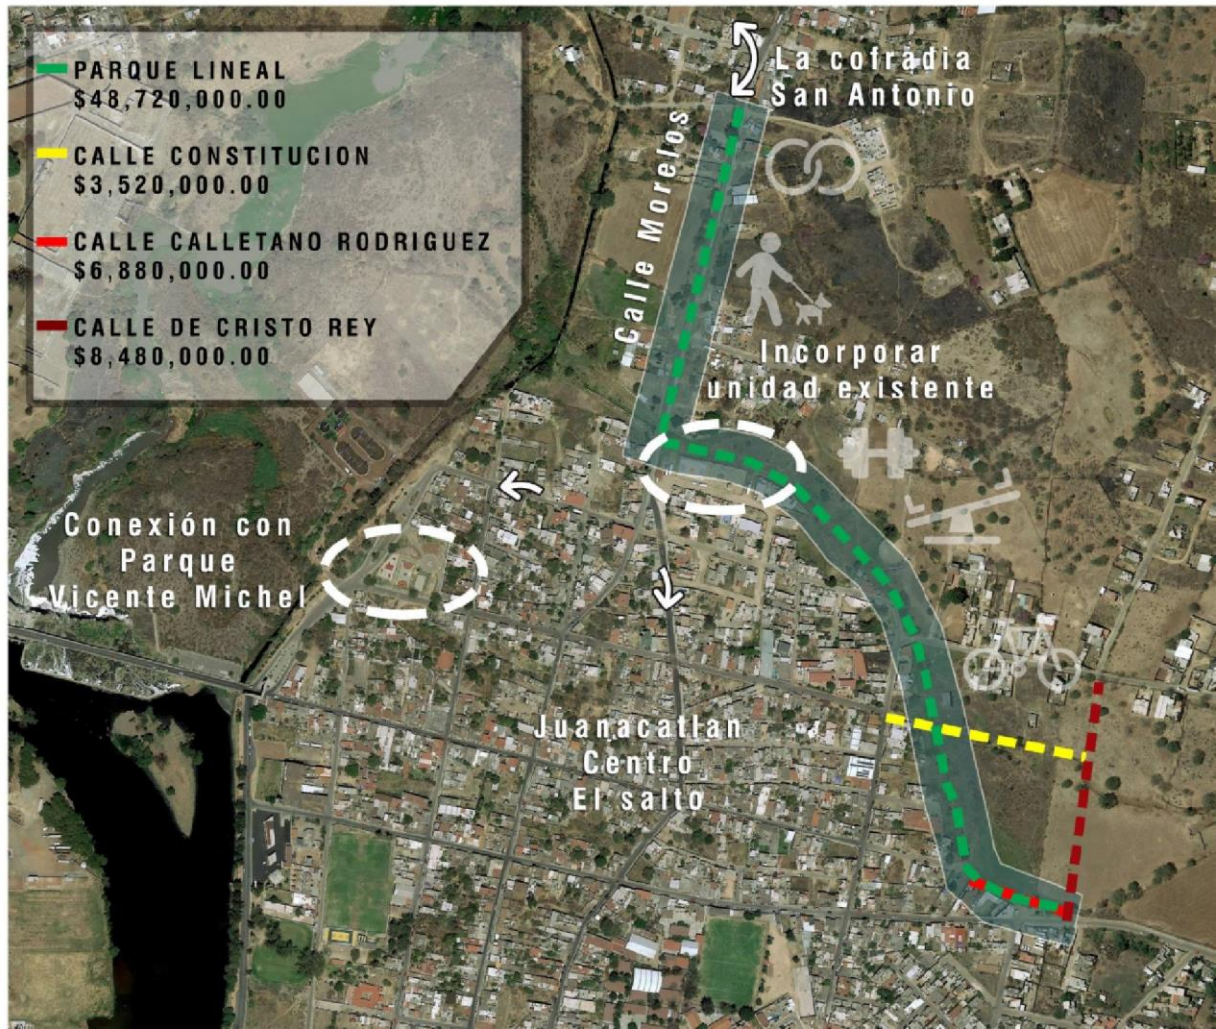 PARQUE LINEAL
$48,720,000.00
CALLE CONSTITUCION
$3,520,000.00
CALLE CALLETANO RODRIGUEZ
$6,880,000.00
CALLE DE CRISTO REY
$8,480,000.00
La cofradia
San Antonio
Calle Morelos
Incorporar
unidad existente
Conexión con
Parque
Vicente Michel
Juanacatlan
Centro
El salto